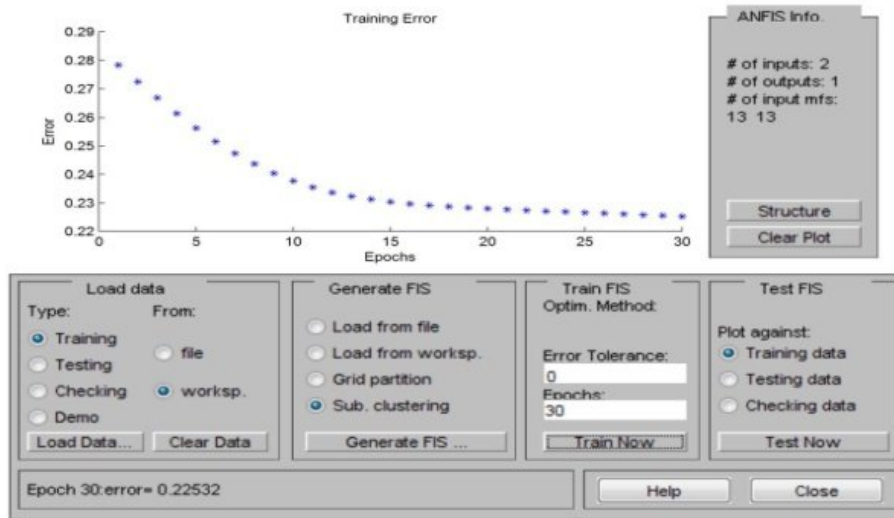 Training Error
0.29
0.28
0.27
0.26
0.25
0.24
0.23
0.22
Error
0
5
10
15
20
25
30
Epochs
ANFIS Info.
# of inputs: 2
# of outputs: 1
# of input mfs:
13 13
Structure
Clear Plot
Load data
Type:
From:
Training
Testing
Checking
Demo
file
worksp.
Load Data...
Clear Data
Generate FIS
Load from file
Load from worksp.
Grid partition
Sub. clustering
Generate FIS ...
Train FIS
Optim. Method:
Error Tolerance:
0
Epochs:
30
Train Now
Test FIS
Plot against:
Training data
Testing data
Checking data
Test Now
Epoch 30:error= 0.22532
Help
Close